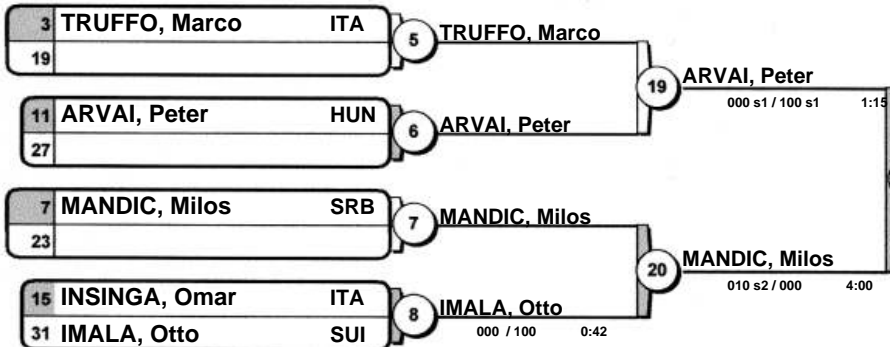 3 TRUFFO, Marco ITA
19
5 TRUFFO, Marco
11 ARVAI, Peter HUN
27
6 ARVAI, Peter
19 ARVAI, Peter
000 s1 / 100 s1 1:15
7 MANDIC, Milos SRB
23
7 MANDIC, Milos
15 INSINGA, Omar ITA
31 IMALA, Otto SUI
8 IMALA, Otto
000 / 100 0:42
20 MANDIC, Milos
010 s2 / 000 4:00